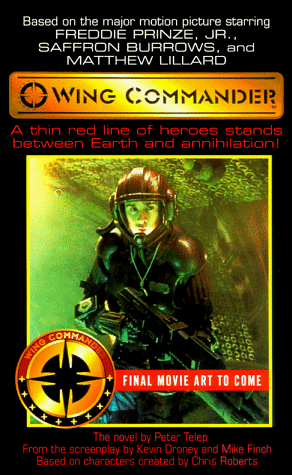 Based on the major motion picture starring
FREDDIE PRINZE, JR.,
SAFFRON BURROWS, and
MATTHEW LILLARD
WING COMMANDER
A thin red line of heroes stands
between Earth and annihilation!
WING COMMANDE
FINAL MOVIE ART TO COME
The novel by Peter Telep
From the screenplay by Kevin Droney and Mike Finch
Based on characters created by Chris Roberts